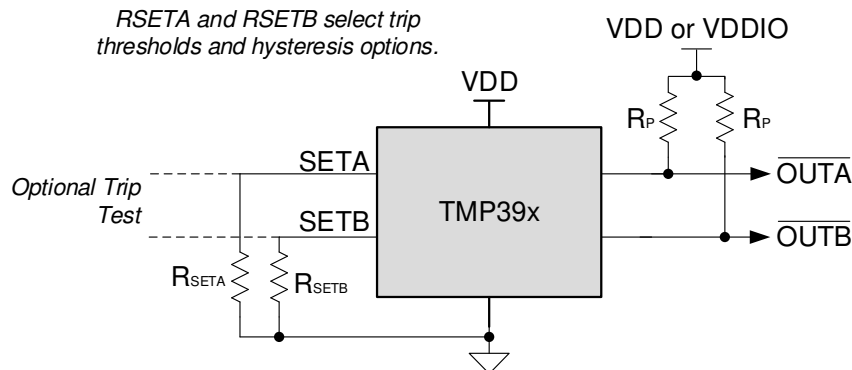 RSETA and RSETB select trip
thresholds and hysteresis options.
VDD or VDDIO
VDD
RP
RP
SETA
OUTA
Optional Trip
Test
TMP39x
SETB
OUTB
RSETA
RSETB